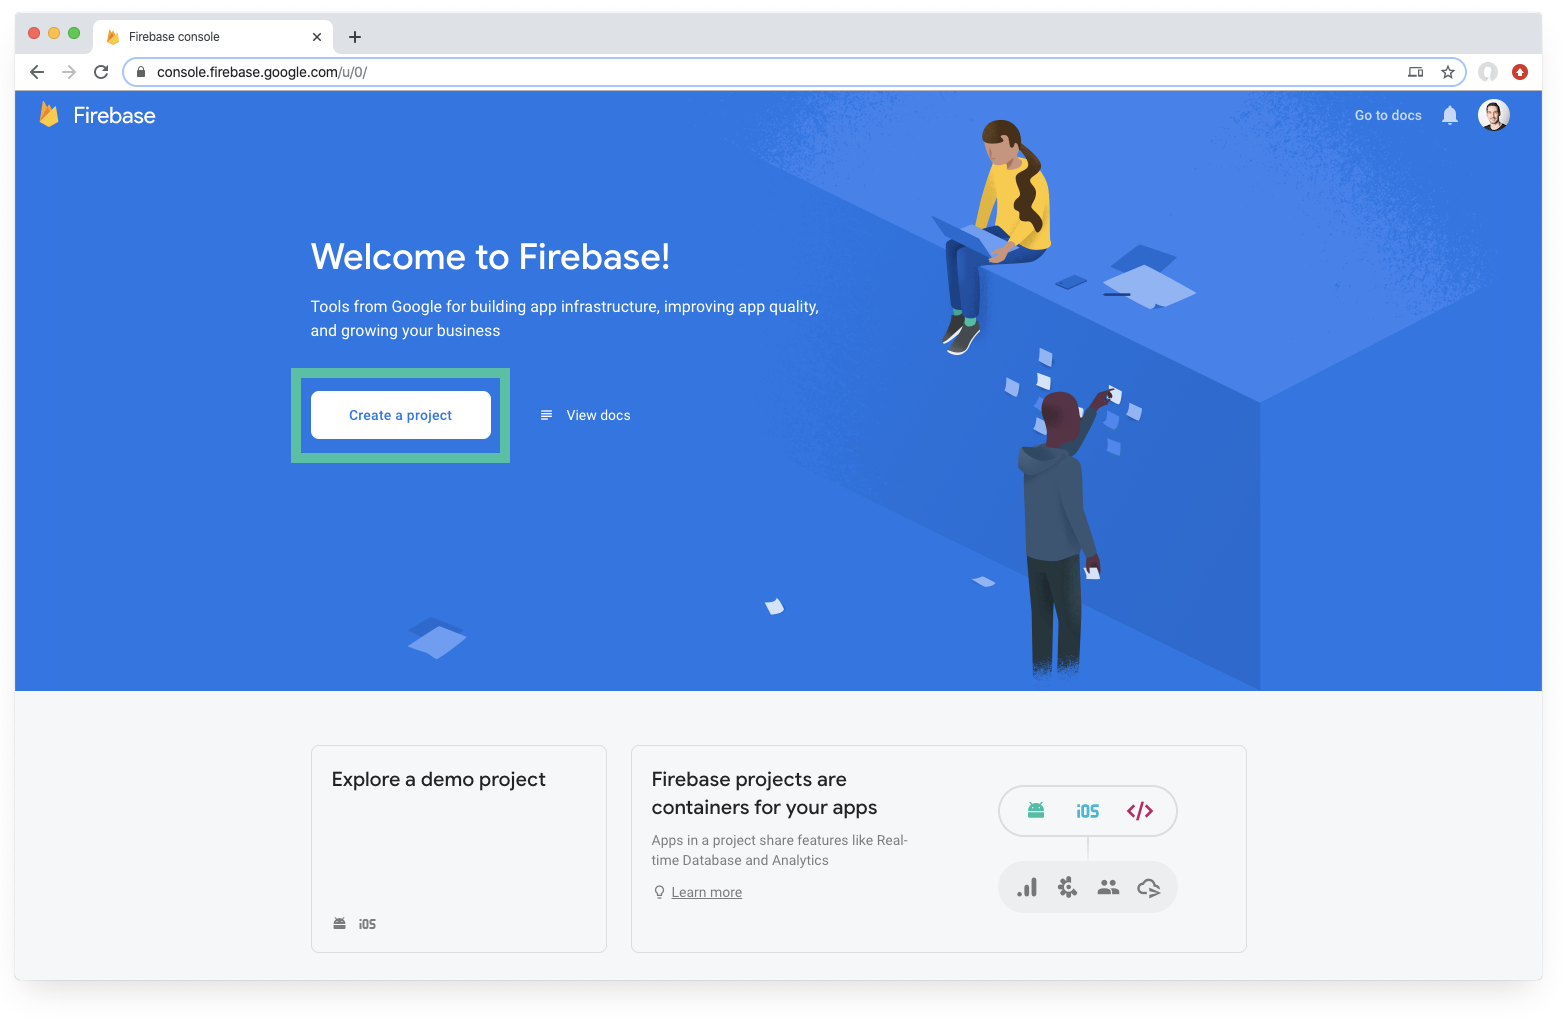 Firebase console
console.firebase.google.com/u/0/
Firebase
Go to docs
Welcome to Firebase!
Tools from Google for building app infrastructure, improving app quality,
and growing your business
Create a project
View docs
Explore a demo project
iOS
Firebase projects are
containers for your apps
Apps in a project share features like Real-
time Database and Analytics
Learn more
iOS